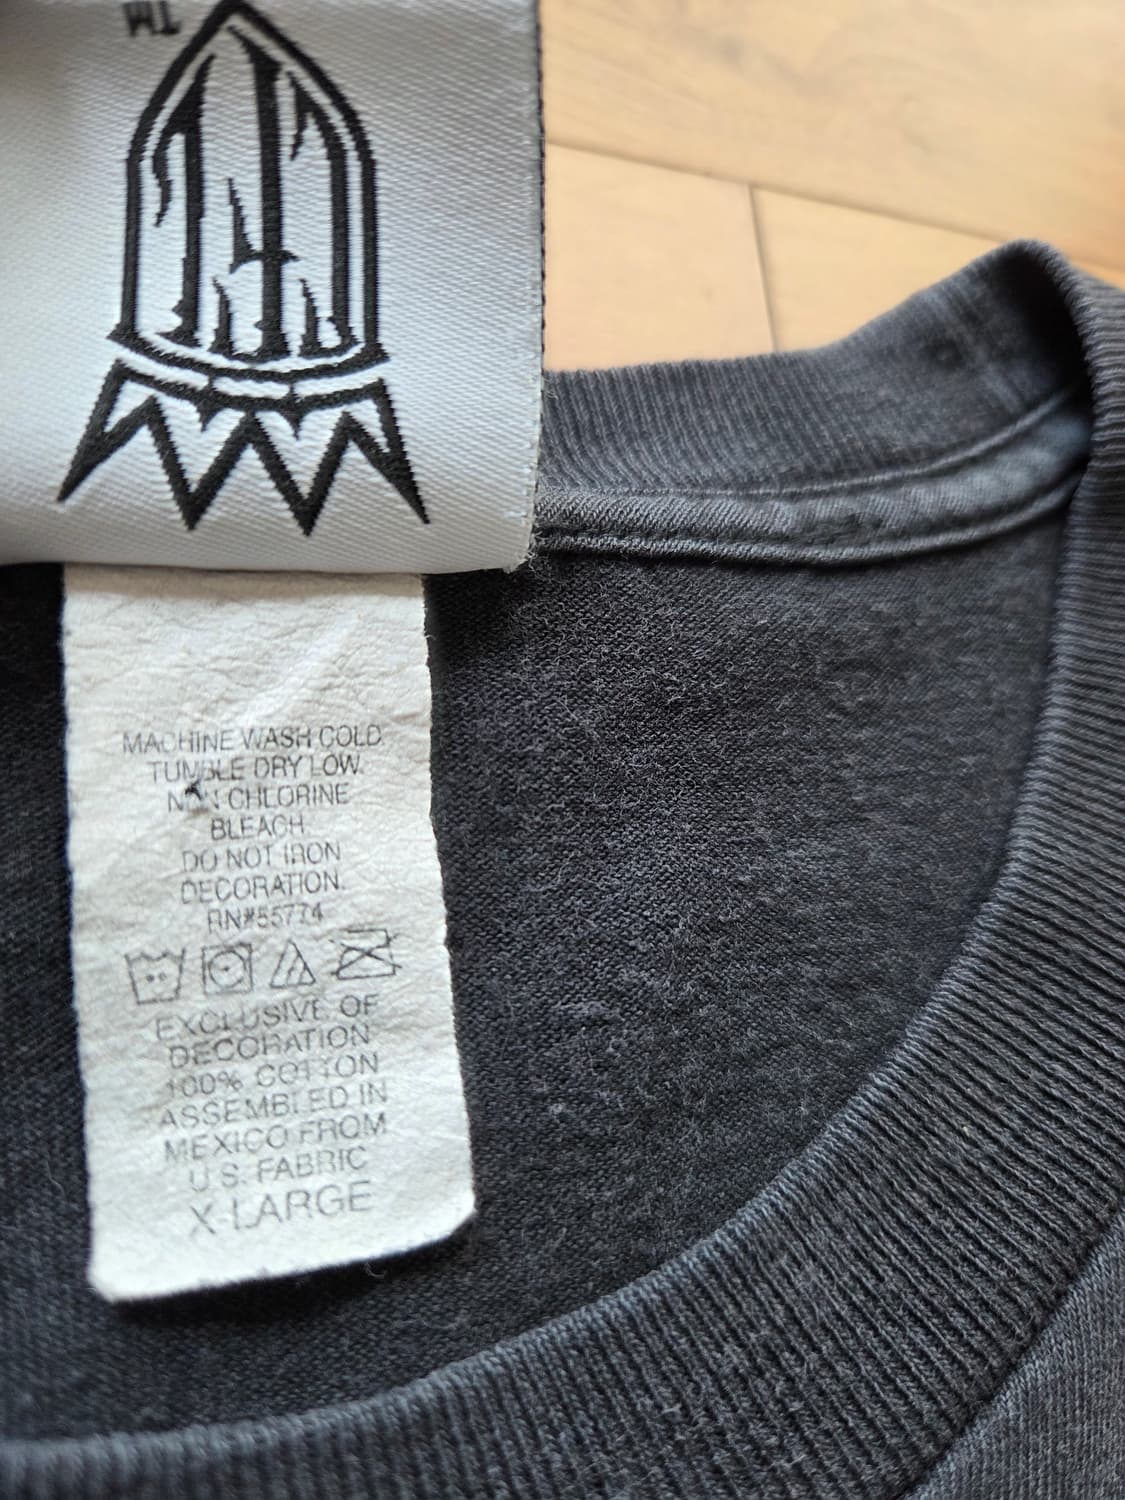 TM
MACHINE WASH COLD.
TUMBLE DRY LOW.
NON CHLORINE
BLEACH.
DO NOT IRON
DECORATION.
RN#55774
EXCLUSIVE OF
DECORATION
100% COTTON
ASSEMBLED IN
MEXICO FROM
U.S. FABRIC
X-LARGE